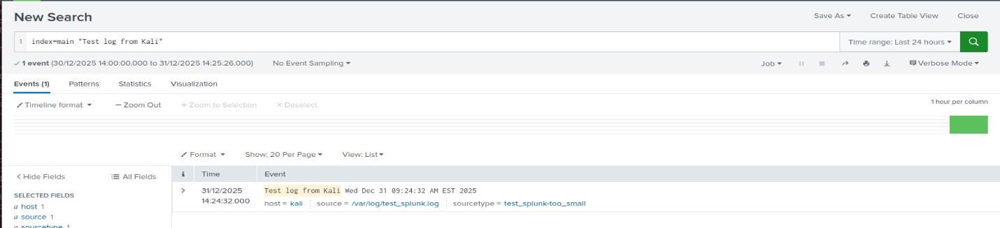 New Search
Save As ▾ Create Table View Close
1 index=main "Test log from Kali" Time range: Last 24 hours ▾
✓ 1 event (30/12/2025 14:00:00.000 to 31/12/2025 14:25:26.000) No Event Sampling ▾ Job ▾ Verbose Mode ▾
Events (1) Patterns Statistics Visualization
Timeline format ▾ — Zoom Out + Zoom to Selection × Deselect
1 hour per column
Format ▾ Show: 20 Per Page ▾ View: List ▾
< Hide Fields All Fields i Time Event
SELECTED FIELDS
a host 1
a source 1
a sourcetype 1
> 31/12/2025 14:24:32.000
Test log from Kali Wed Dec 31 09:24:32 AM EST 2025
host = kali source = /var/log/test_splunk.log sourcetype = test_splunk-too_small